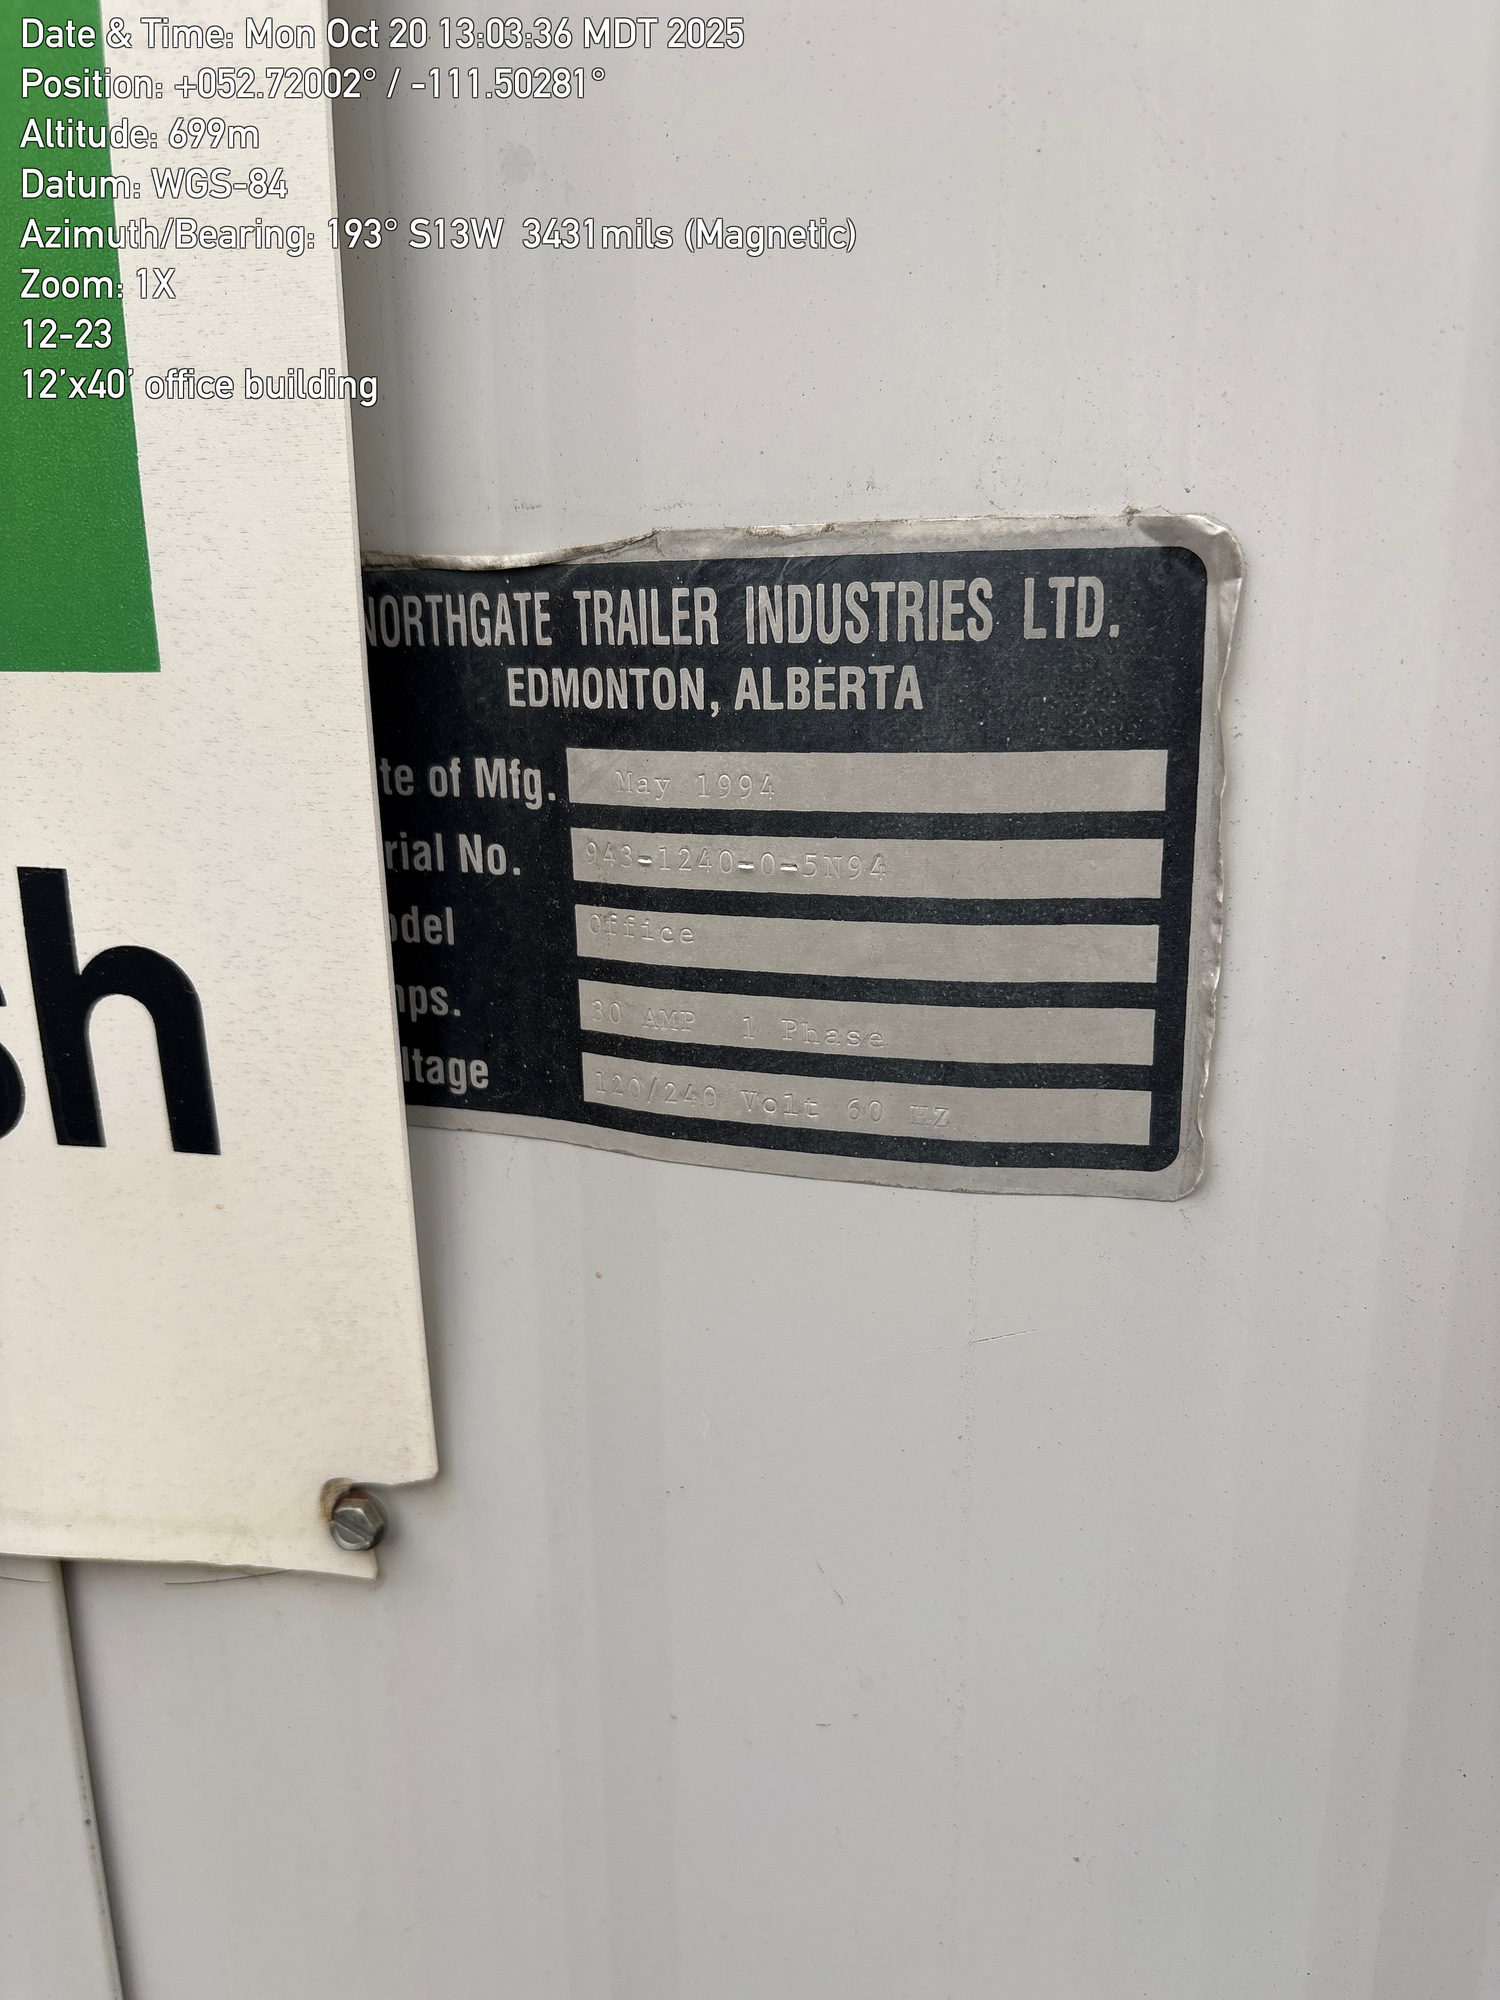 Date & Time: Mon Oct 20 13:03:36 MDT 2025
Position: +052.72002° / -111.50281°
Altitude: 699m
Datum: WGS-84
Azimuth/Bearing: 193° S13W 3431mils (Magnetic)
Zoom: 1X
12-23
12'x40' office building
NORTHGATE TRAILER INDUSTRIES LTD.
EDMONTON, ALBERTA
te of Mfg. May 1994
rial No. 943-1240-0-5N94
odel Office
mps. 30 AMP 1 Phase
ltage 120/240 Volt 60 HZ
sh